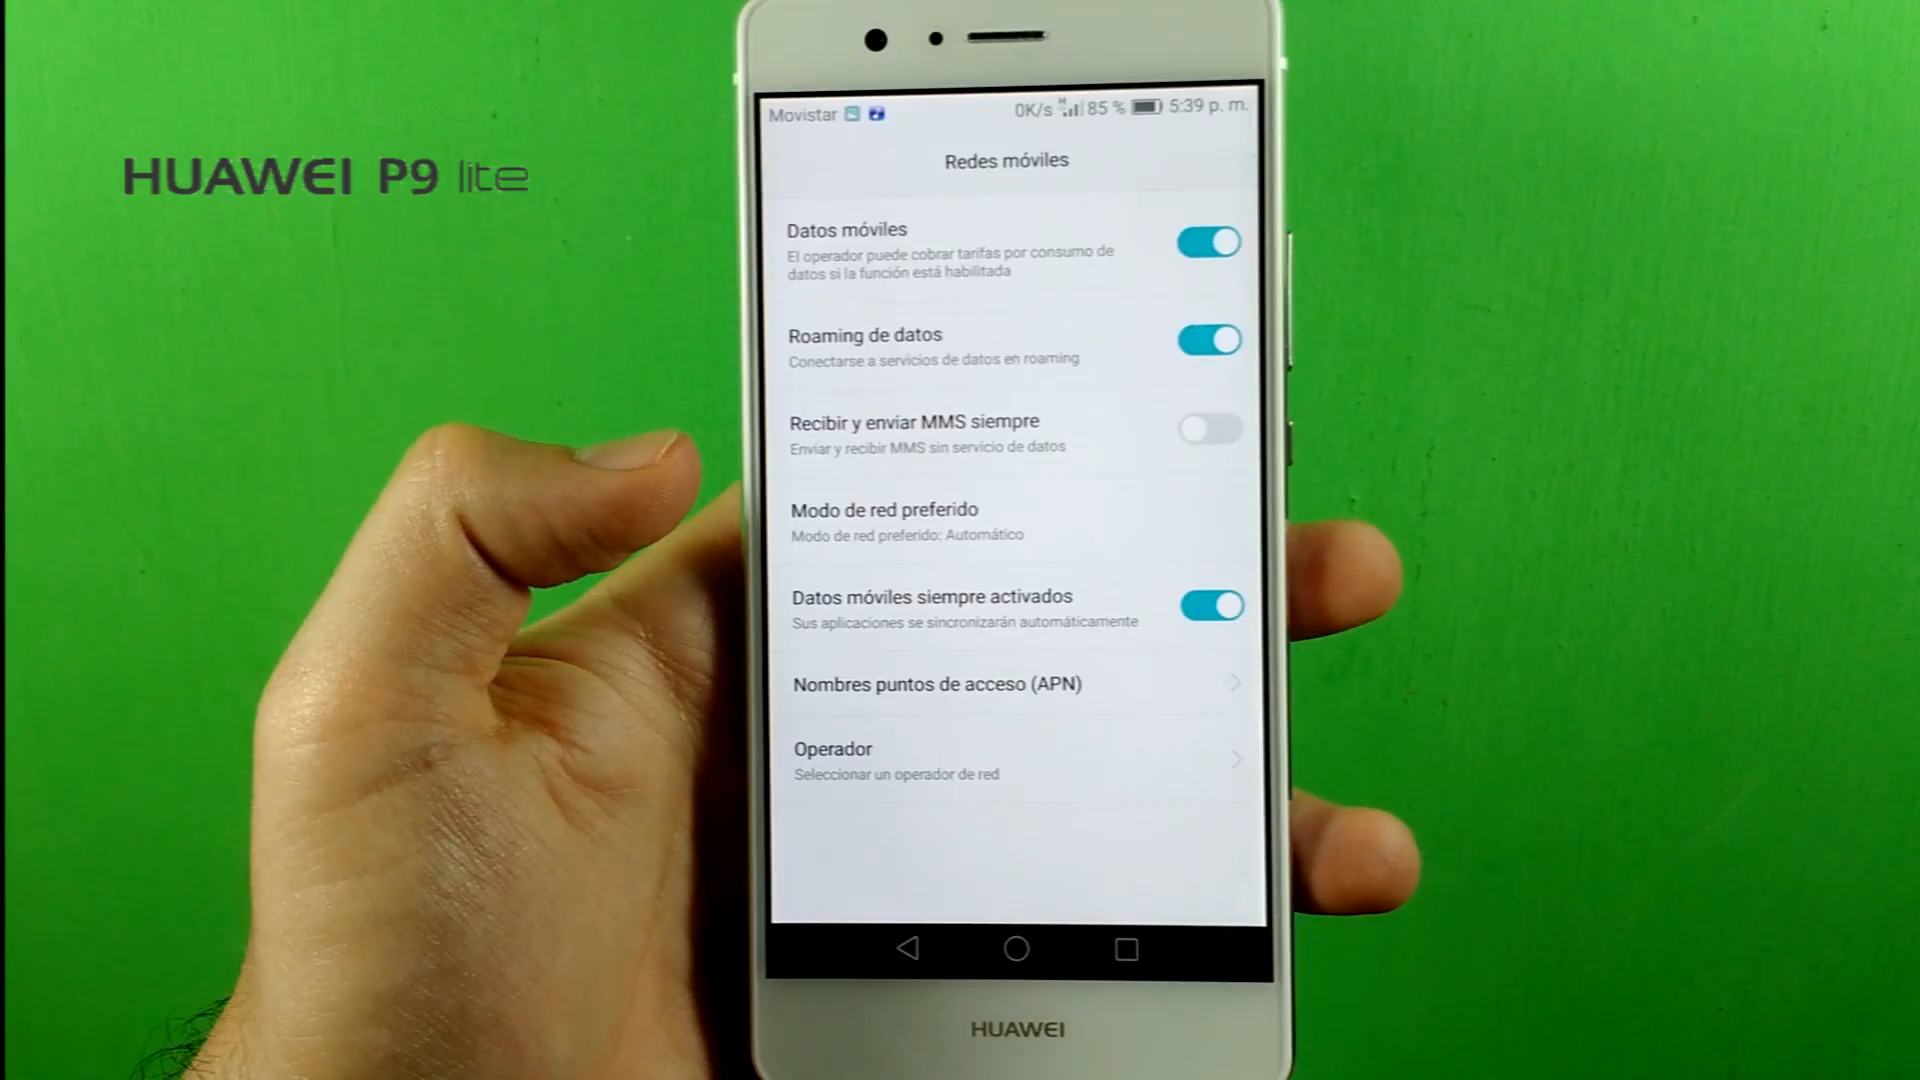 HUAWEI P9 lite
Movistar 0K/s 85 % 5:39 p. m.
Redes móviles
Datos móviles
El operador puede cobrar tarifas por consumo de
datos si la función está habilitada
Roaming de datos
Conectarse a servicios de datos en roaming
Recibir y enviar MMS siempre
Enviar y recibir MMS sin servicio de datos
Modo de red preferido
Modo de red preferido: Automático
Datos móviles siempre activados
Sus aplicaciones se sincronizarán automáticamente
Nombres puntos de acceso (APN)
Operador
Seleccionar un operador de red
HUAWEI